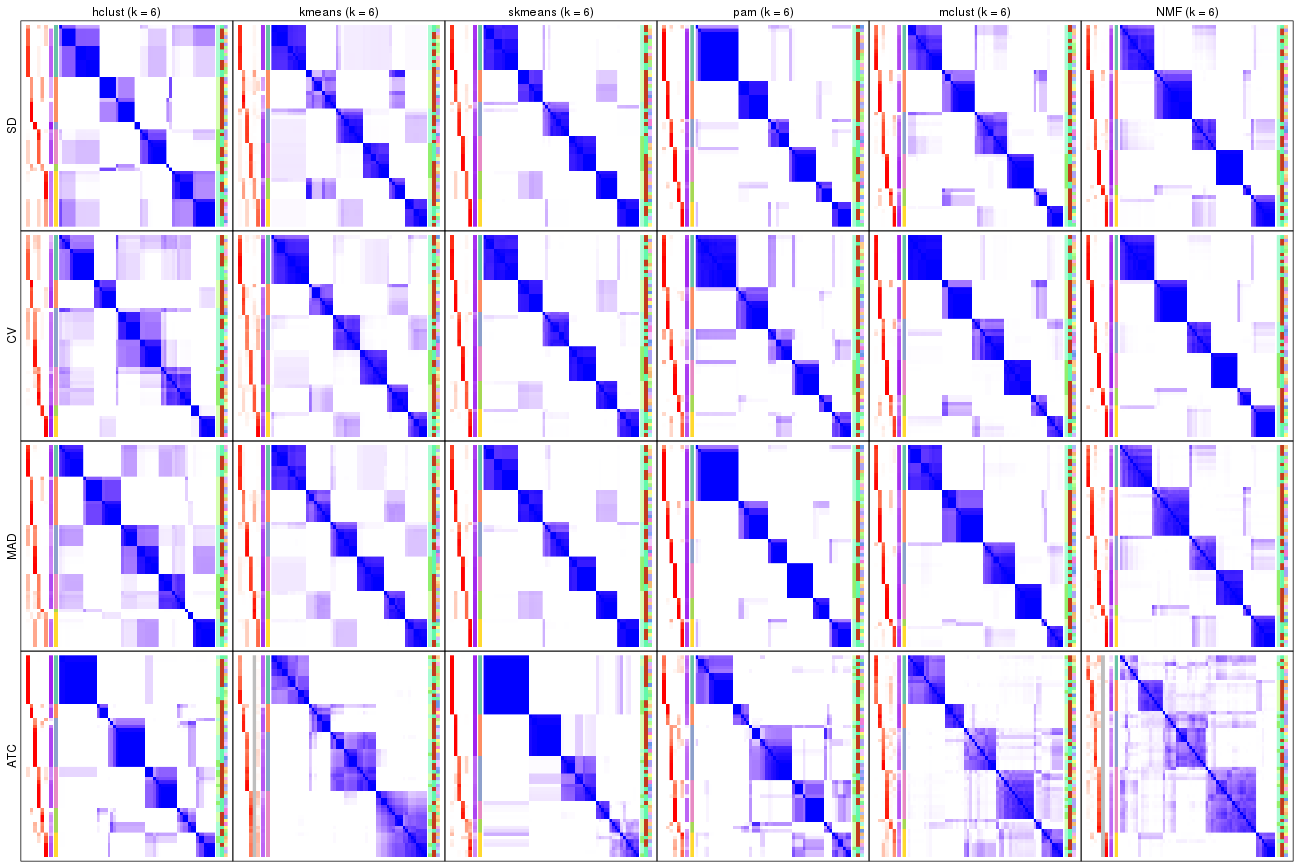 hclust (k = 6)
kmeans (k = 6)
skmeans (k = 6)
pam (k = 6)
mclust (k = 6)
NMF (k = 6)
SD
CV
MAD
ATC